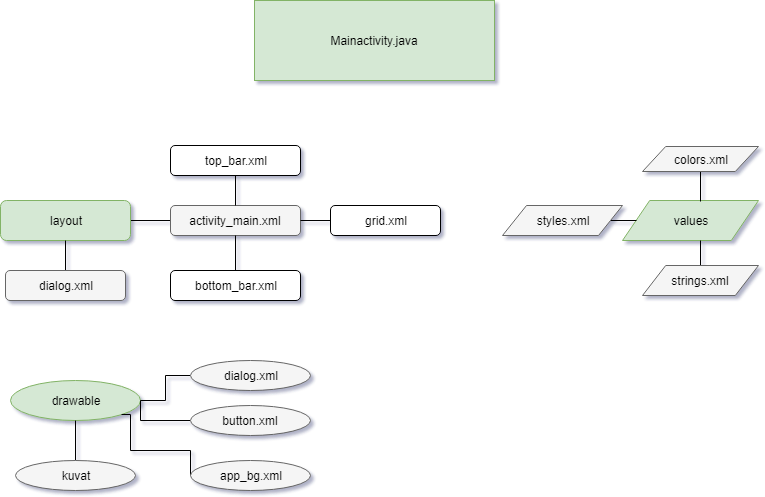 Mainactivity.java
top_bar.xml
colors.xml
layout
activity_main.xml
grid.xml
styles.xml
values
dialog.xml
bottom_bar.xml
strings.xml
dialog.xml
drawable
button.xml
kuvat
app_bg.xml